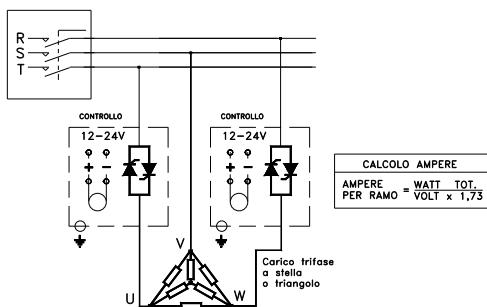 R
S
T
CONTROLLO
12-24V
+ -
CONTROLLO
12-24V
+ -
CALCOLO AMPERE
AMPERE PER RAMO = WATT TOT. / VOLT x 1,73
V
U
W
Carico trifase
a stella
o triangolo